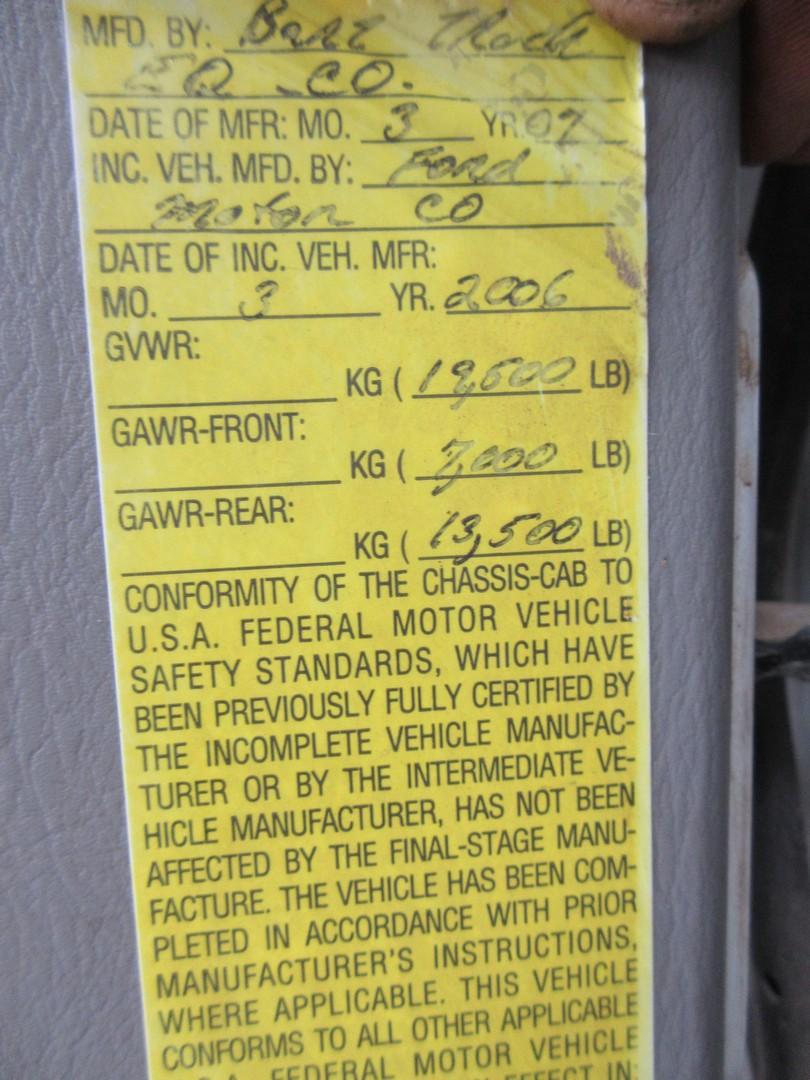 MFD. BY: Bart Truck
EQ CO.
DATE OF MFR: MO. 3 YR. 07
INC. VEH. MFD. BY: Ford
Motor CO
DATE OF INC. VEH. MFR:
MO. 3 YR. 2006
GVWR:
KG ( 19,500 LB)
GAWR-FRONT:
KG ( 7,000 LB)
GAWR-REAR:
KG ( 13,500 LB)
CONFORMITY OF THE CHASSIS-CAB TO
U.S.A. FEDERAL MOTOR VEHICLE
SAFETY STANDARDS, WHICH HAVE
BEEN PREVIOUSLY FULLY CERTIFIED BY
THE INCOMPLETE VEHICLE MANUFAC-
TURER OR BY THE INTERMEDIATE VE-
HICLE MANUFACTURER, HAS NOT BEEN
AFFECTED BY THE FINAL-STAGE MANU-
FACTURE. THE VEHICLE HAS BEEN COM-
PLETED IN ACCORDANCE WITH PRIOR
MANUFACTURER'S INSTRUCTIONS,
WHERE APPLICABLE. THIS VEHICLE
CONFORMS TO ALL OTHER APPLICABLE
FEDERAL MOTOR VEHICLE
EFFECT IN: